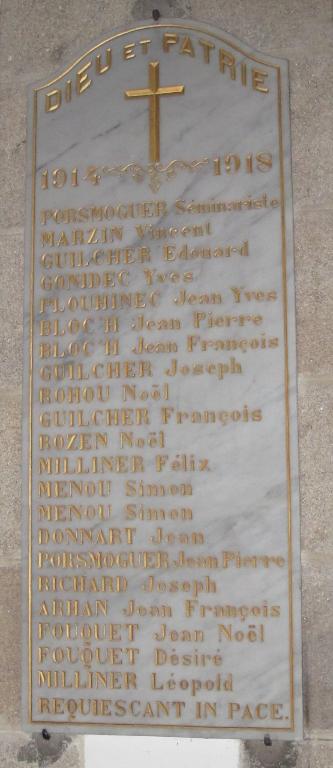 DIEU ET PATRIE
1914 1918
PORSMOGUER Séminariste
MARZIN Vincent
GUILCHER Edouard
GONIDEC Yves
PLOUHINEC Jean Yves
BLOC'H Jean Pierre
BLOC'H Jean François
GUILCHER Joseph
ROHOU Noël
GUILCHER François
ROZEN Noël
MILLINER Félix
MENOU Simon
MENOU Simon
DONNART Jean
PORSMOGUER Jean Pierre
RICHARD Joseph
ARHAN Jean François
FOUQUET Jean Noël
FOUQUET Désiré
MILLINER Léopold
REQUIESCANT IN PACE.